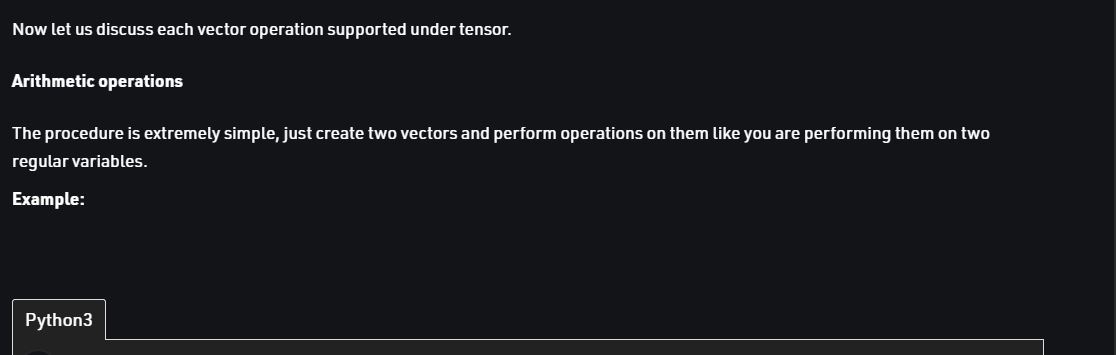 Now let us discuss each vector operation supported under tensor.
Arithmetic operations
The procedure is extremely simple, just create two vectors and perform operations on them like you are performing them on two
regular variables.
Example:
Python3